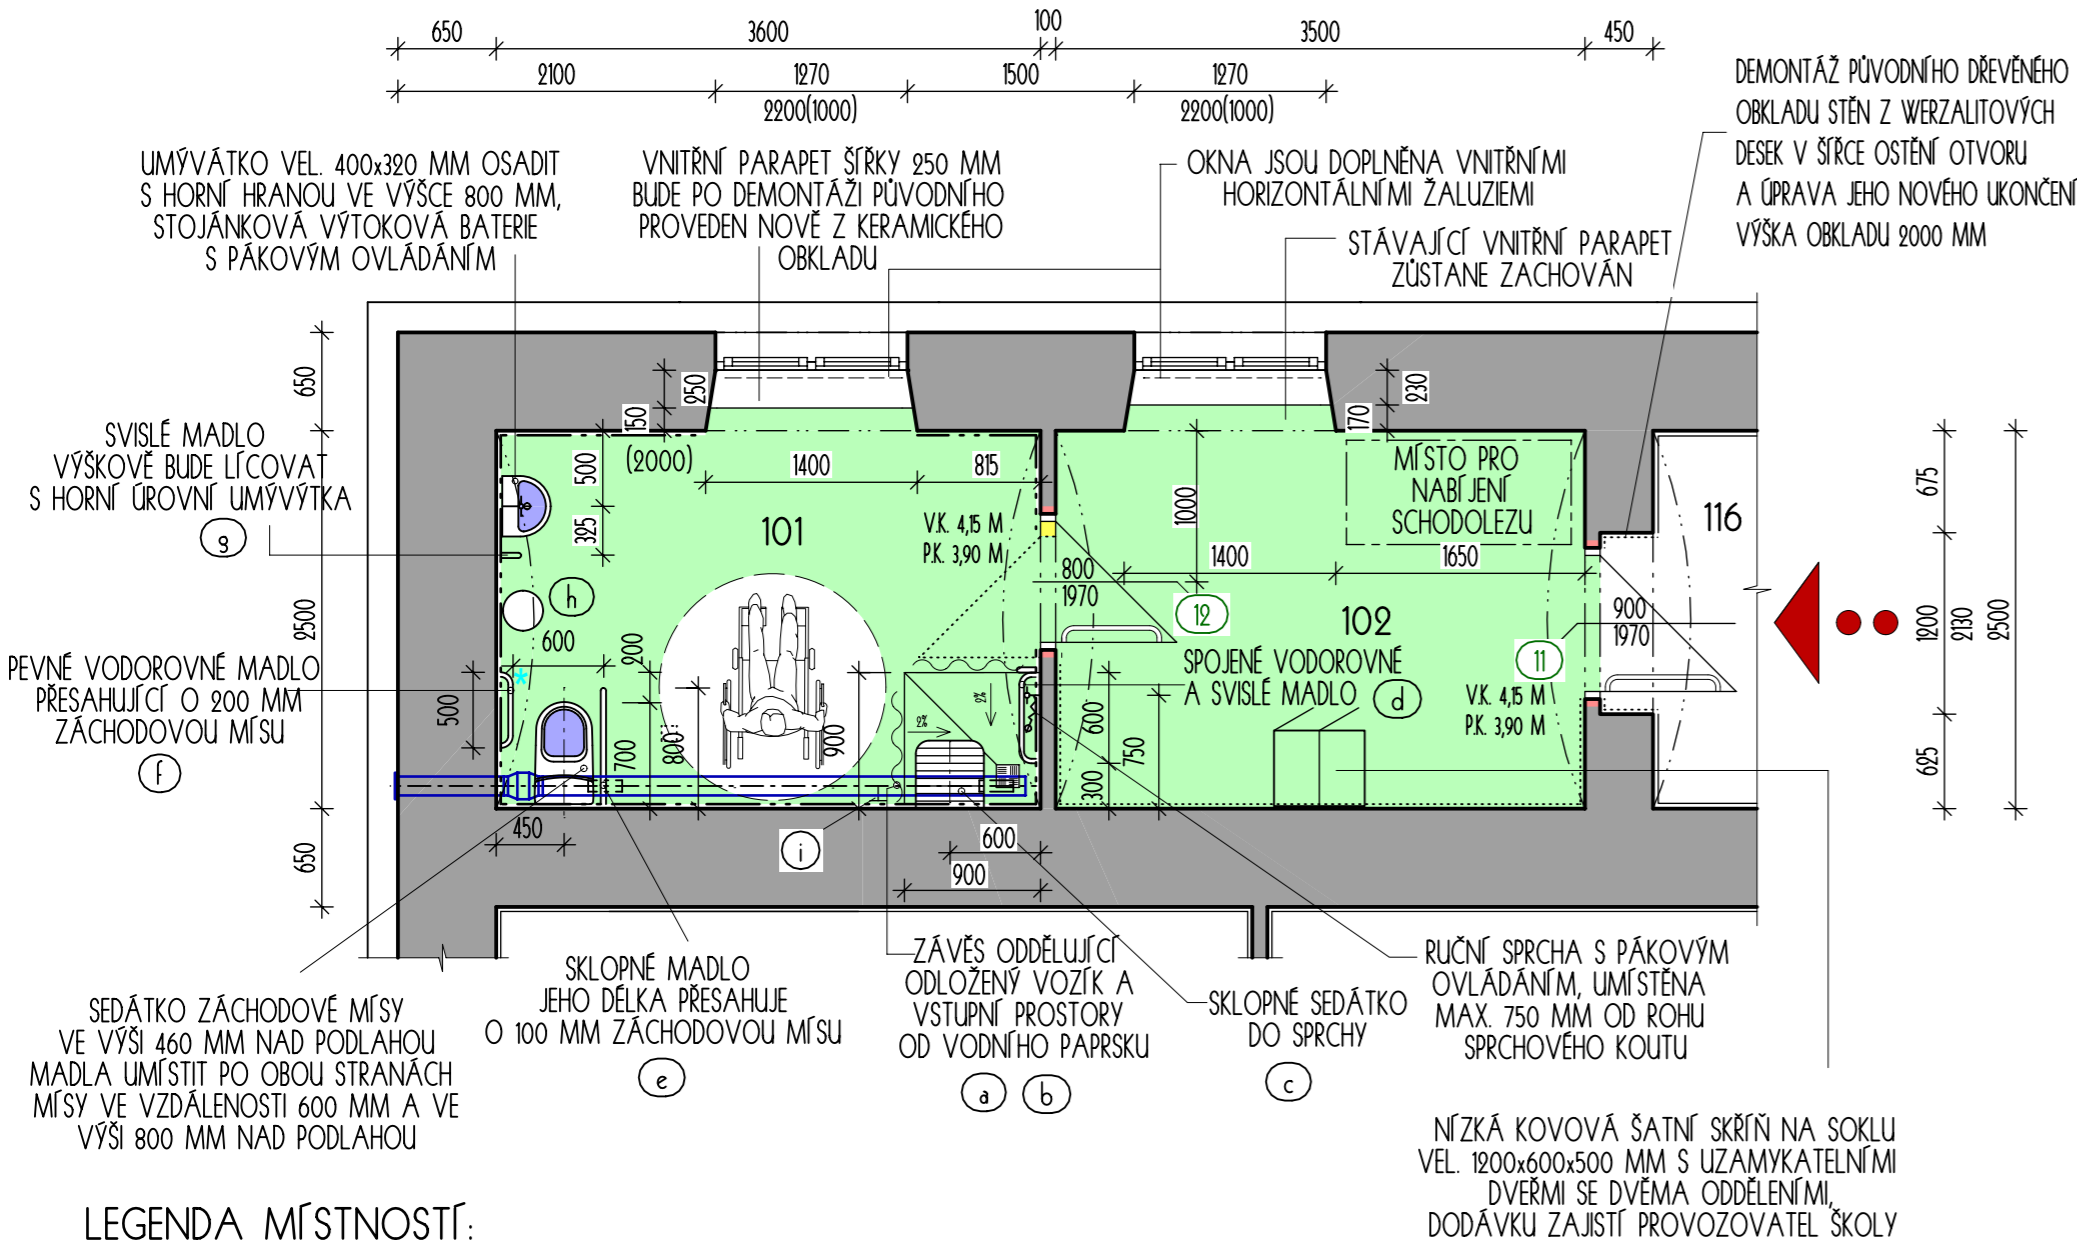 650
3600
100
3500
450
2100
1270
1500
1270
2200(1000)
2200(1000)
DEMONTÁŽ PŮVODNÍHO DŘEVĚNÉHO
OBKLADU STĚN Z WERZALITOVÝCH
DESEK V ŠÍŘCE OSTĚNÍ OTVORU
A ÚPRAVA JEHO NOVÉHO UKONČENÍ
VÝŠKA OBKLADU 2000 MM
UMÝVÁTKO VEL. 400x320 MM OSADIT
S HORNÍ HRANOU VE VÝŠCE 800 MM,
STOJÁNKOVÁ VÝTOKOVÁ BATERIE
S PÁKOVÝM OVLÁDÁNÍM
VNITŘNÍ PARAPET ŠÍŘKY 250 MM
BUDE PO DEMONTÁŽI PŮVODNÍHO
PROVEDEN NOVĚ Z KERAMICKÉHO
OBKLADU
OKNA JSOU DOPLNĚNA VNITŘNÍMI
HORIZONTÁLNÍMI ŽALUZIEMI
STÁVAJÍCÍ VNITŘNÍ PARAPET
ZŮSTANE ZACHOVÁN
650
250
150
230
170
SVISLÉ MADLO
VÝŠKOVĚ BUDE LÍCOVAT
S HORNÍ ÚROVNÍ UMÝVÝTKA
g
500
(2000)
1400
815
325
101
V.K. 4,15 M
P.K. 3,90 M
1000
MÍSTO PRO
NABÍJENÍ
SCHODOLEZU
1400
1650
116
675
800
1970
12
102
900
1970
11
1200
2130
2500
2500
h
600
900
PEVNÉ VODOROVNÉ MADLO
PŘESAHUJÍCÍ O 200 MM
ZÁCHODOVOU MÍSU
f
*
500
700
800
900
2%
2%
SPOJENÉ VODOROVNÉ
A SVISLÉ MADLO
d
V.K. 4,15 M
P.K. 3,90 M
600
750
300
625
650
450
i
600
900
SEDÁTKO ZÁCHODOVÉ MÍSY
VE VÝŠI 460 MM NAD PODLAHOU
MADLA UMÍSTIT PO OBOU STRANÁCH
MÍSY VE VZDÁLENOSTI 600 MM A VE
VÝŠI 800 MM NAD PODLAHOU
SKLOPNÉ MADLO
JEHO DÉLKA PŘESAHUJE
O 100 MM ZÁCHODOVOU MÍSU
e
ZÁVĚS ODDĚLUJÍCÍ
ODLOŽENÝ VOZÍK A
VSTUPNÍ PROSTORY
OD VODNÍHO PAPRSKU
a
b
SKLOPNÉ SEDÁTKO
DO SPRCHY
c
RUČNÍ SPRCHA S PÁKOVÝM
OVLÁDÁNÍM, UMÍSTĚNA
MAX. 750 MM OD ROHU
SPRCHOVÉHO KOUTU
NÍZKÁ KOVOVÁ ŠATNÍ SKŘÍŇ NA SOKLU
VEL. 1200x600x500 MM S UZAMYKATELNÍMI
DVEŘMI SE DVĚMA ODDĚLENÍMI,
DODÁVKU ZAJISTÍ PROVOZOVATEL ŠKOLY
LEGENDA MÍSTNOSTÍ: